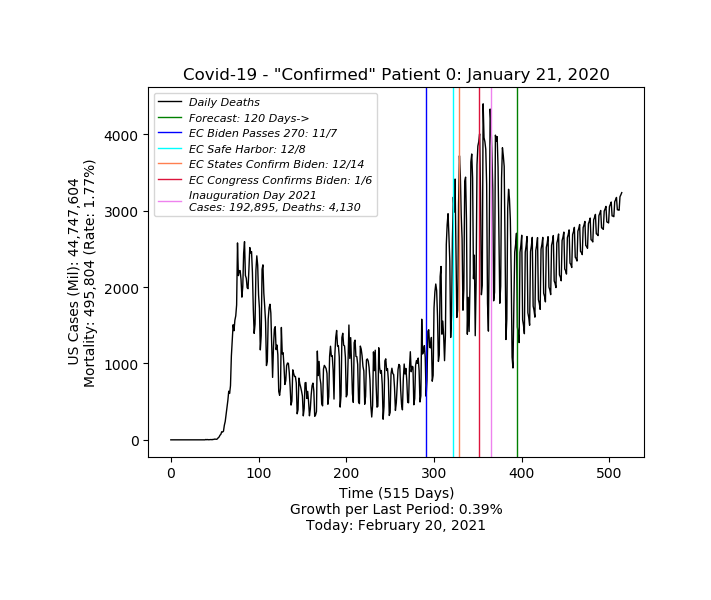 Covid-19 - "Confirmed" Patient 0: January 21, 2020
Daily Deaths
Forecast: 120 Days->
EC Biden Passes 270: 11/7
EC Safe Harbor: 12/8
EC States Confirm Biden: 12/14
EC Congress Confirms Biden: 1/6
Inauguration Day 2021
Cases: 192,895, Deaths: 4,130
US Cases (Mil): 44,747,604
Mortality: 495,804 (Rate: 1.77%)
4000
3000
2000
1000
0
0 100 200 300 400 500
Time (515 Days)
Growth per Last Period: 0.39%
Today: February 20, 2021